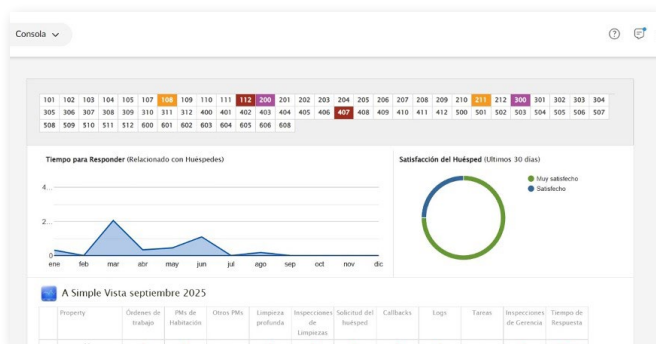 Consola
101 102 103 104 105 107 108 109 110 111 112 200 201 202 203 204 205 206 207 208 209 210 211 212 300 301 302 303 304
305 306 307 308 309 310 311 312 400 401 402 403 404 405 406 407 408 409 410 411 412 500 501 502 503 504 505 506 507
508 509 510 511 512 600 601 602 603 604 605 606 608
Tiempo para Responder (Relacionado con Huéspedes)
4...
2...
0
ene feb mar abr may jun jul ago sep oct nov dic
Satisfacción del Huésped (Ultimos 30 días)
Muy satisfecho
Satisfecho
A Simple Vista septiembre 2025
Property
Órdenes de trabajo
PMs de Habitación
Otros PMs
Limpieza profunda
Inspecciones de Limpiezas
Solicitud del huésped
Callbacks
Logs
Tareas
Inspecciones de Gerencia
Tiempo de Respuesta